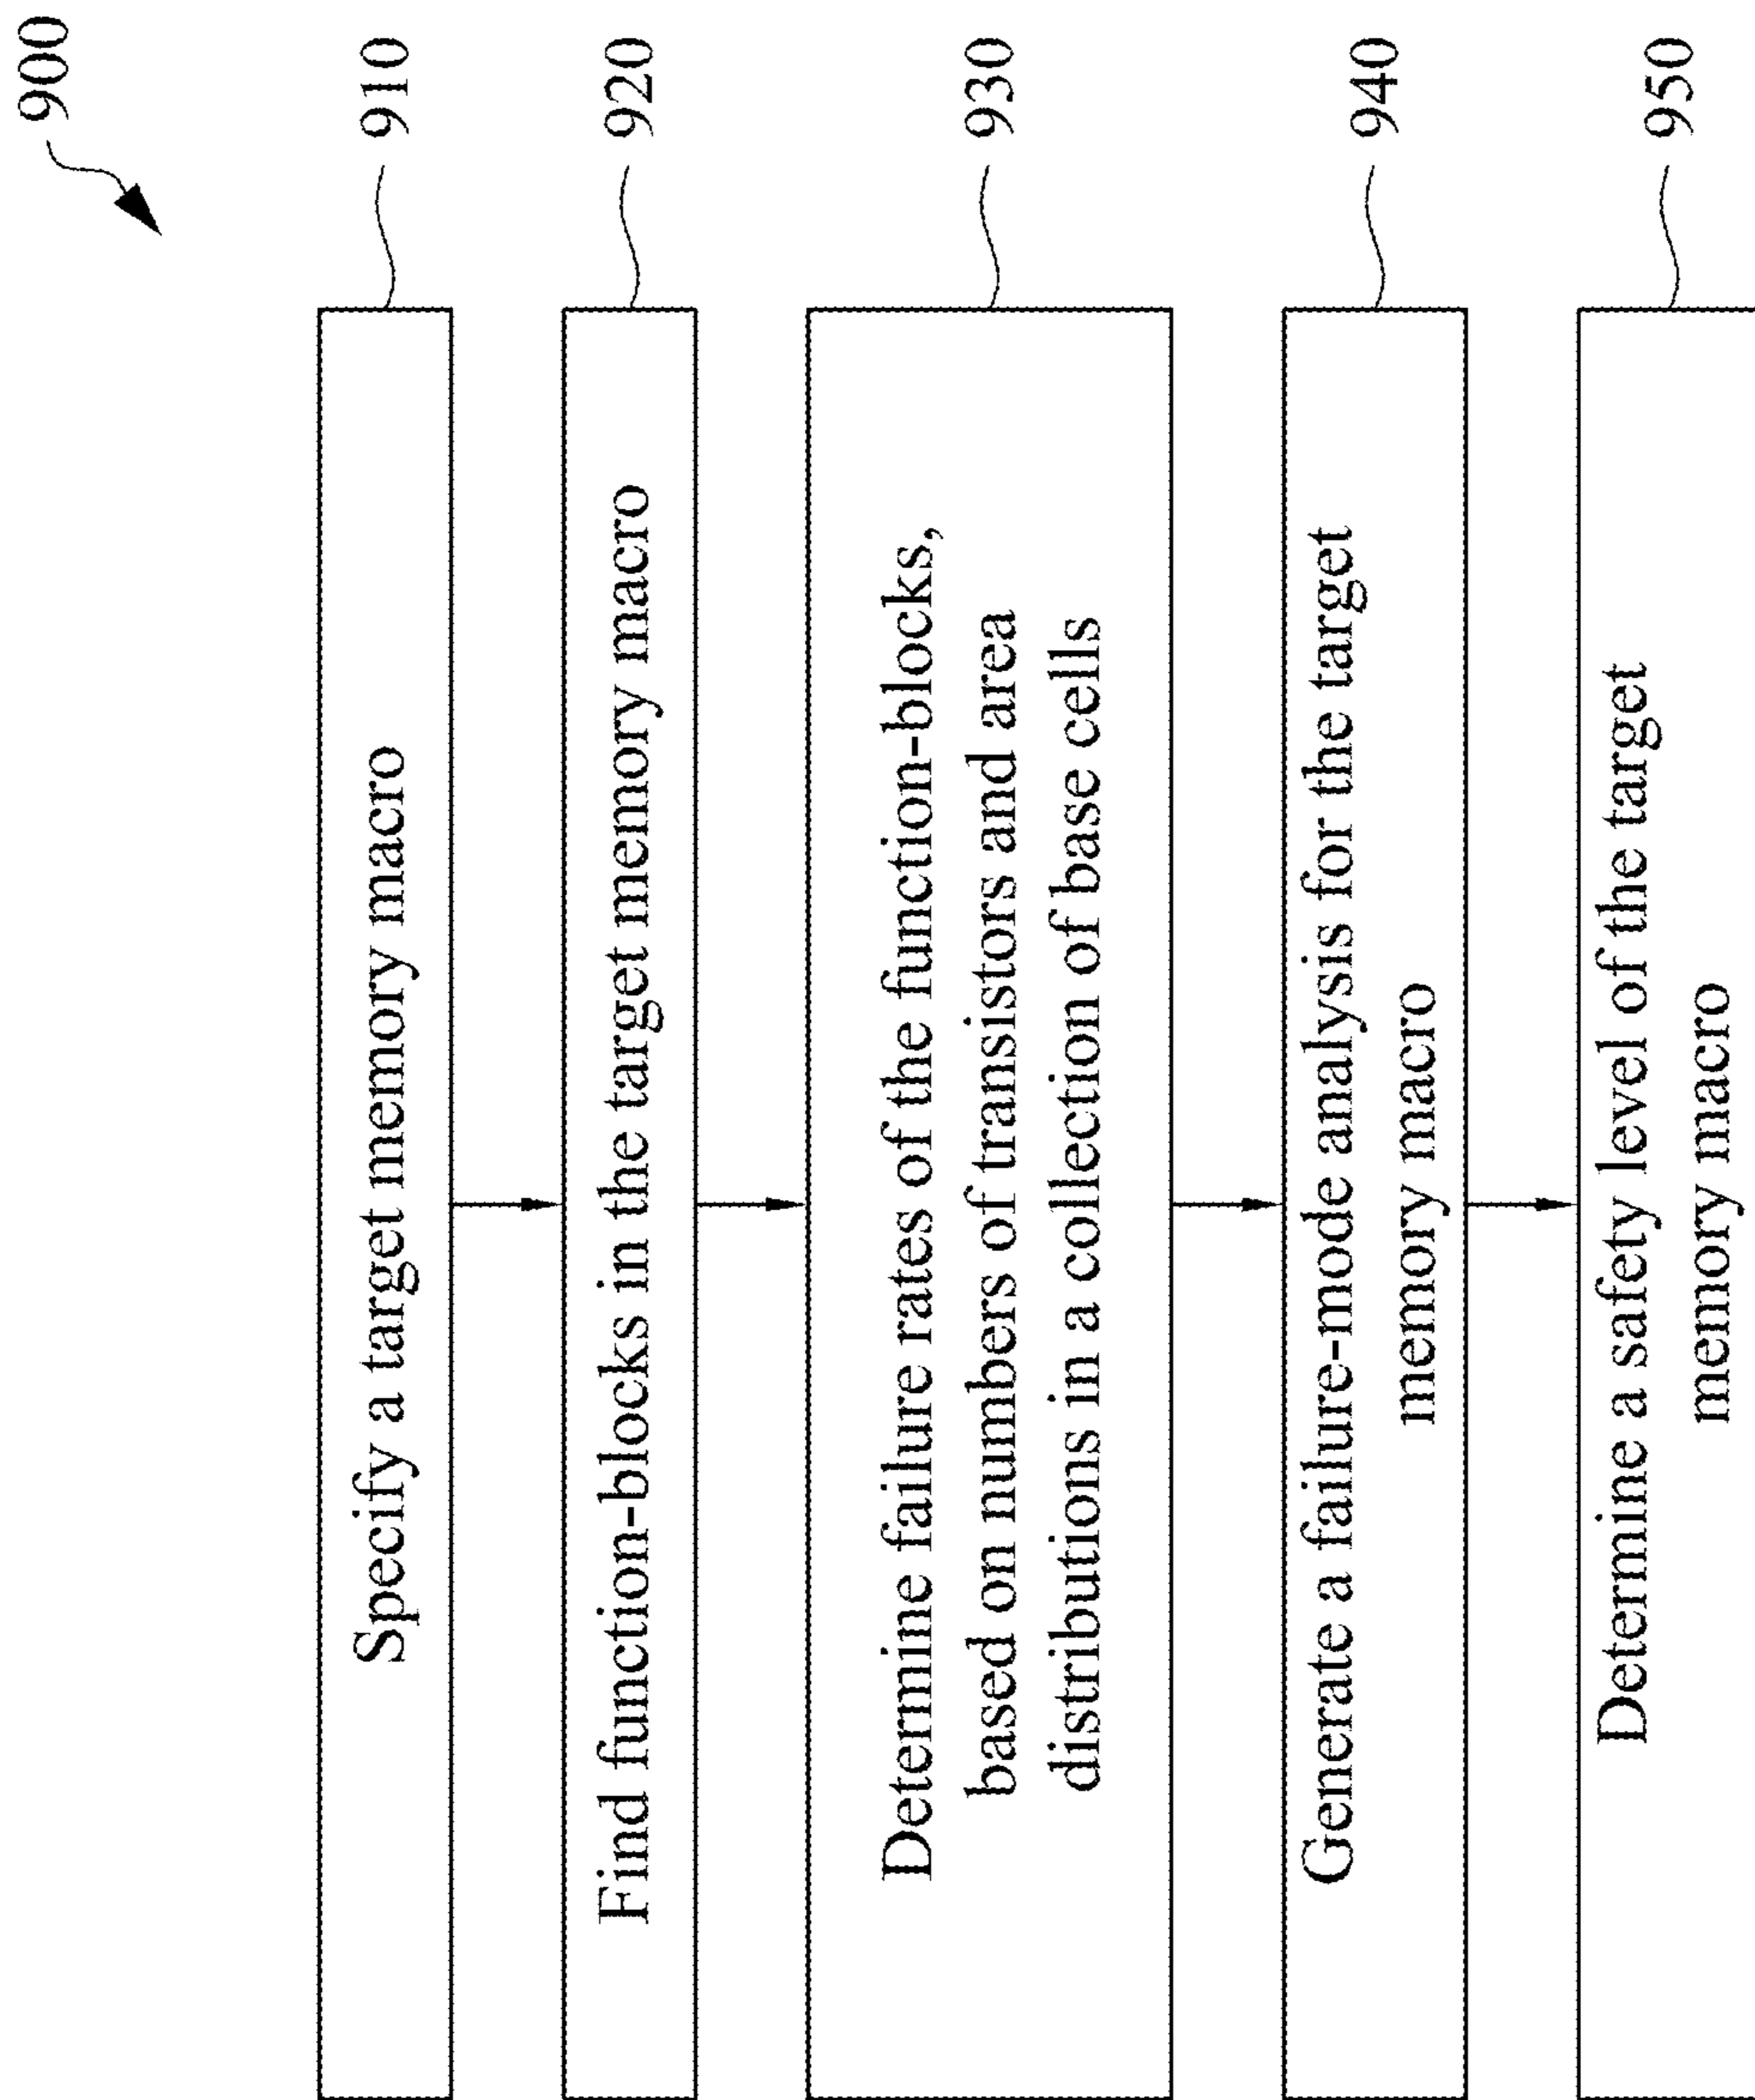 900
Specify a target memory macro
910
Find function-blocks in the target memory macro
920
Determine failure rates of the function-blocks,
based on numbers of transistors and area
distributions in a collection of base cells
930
Generate a failure-mode analysis for the target
memory macro
940
Determine a safety level of the target
memory macro
950